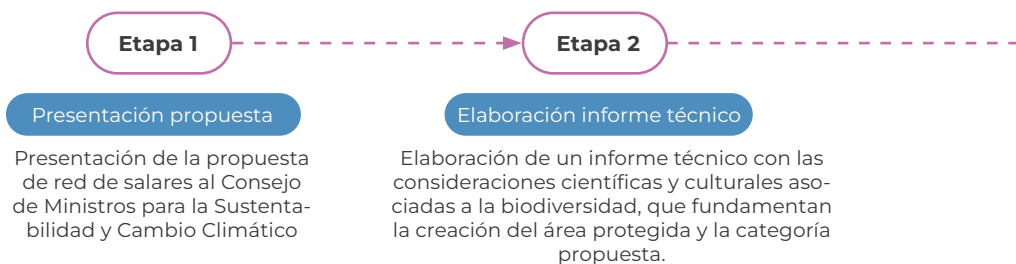 Etapa 1
Presentación propuesta
Presentación de la propuesta
de red de salares al Consejo
de Ministros para la Sustenta-
bilidad y Cambio Climático
Etapa 2
Elaboración informe técnico
Elaboración de un informe técnico con las
consideraciones científicas y culturales aso-
ciadas a la biodiversidad, que fundamentan
la creación del área protegida y la categoría
propuesta.